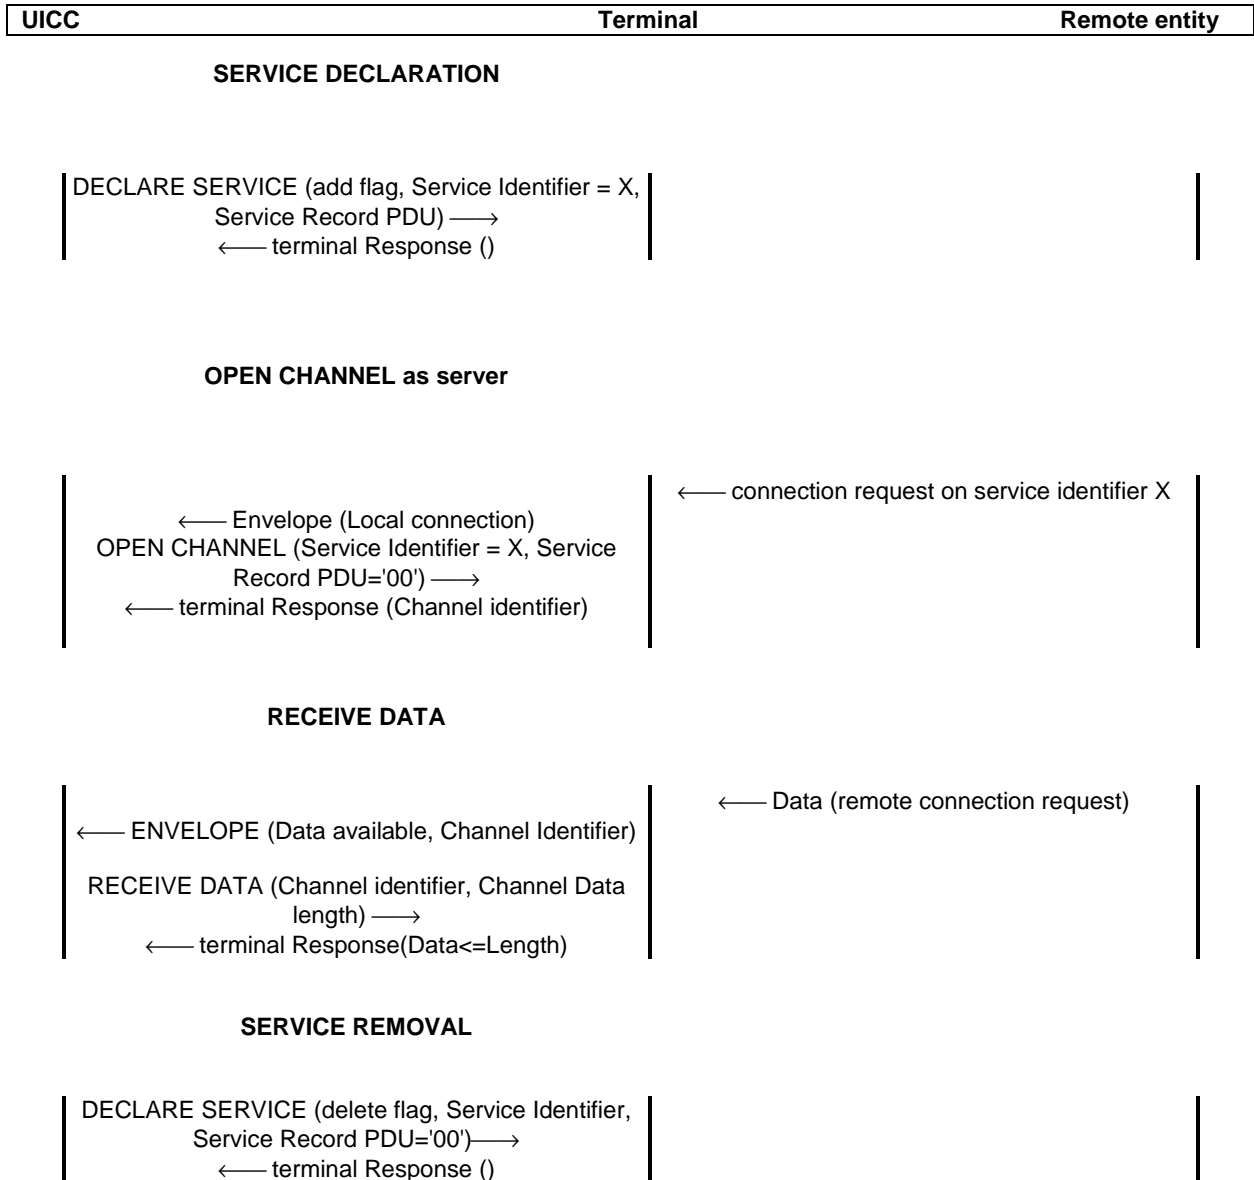 UICC Terminal Remote entity
SERVICE DECLARATION
DECLARE SERVICE (add flag, Service Identifier = X,
Service Record PDU) ⟶
⟵ terminal Response ()
OPEN CHANNEL as server
⟵ connection request on service identifier X
⟵ Envelope (Local connection)
OPEN CHANNEL (Service Identifier = X, Service
Record PDU='00') ⟶
⟵ terminal Response (Channel identifier)
RECEIVE DATA
⟵ Data (remote connection request)
⟵ ENVELOPE (Data available, Channel Identifier)
RECEIVE DATA (Channel identifier, Channel Data
length) ⟶
⟵ terminal Response(Data<=Length)
SERVICE REMOVAL
DECLARE SERVICE (delete flag, Service Identifier,
Service Record PDU='00')⟶
⟵ terminal Response ()